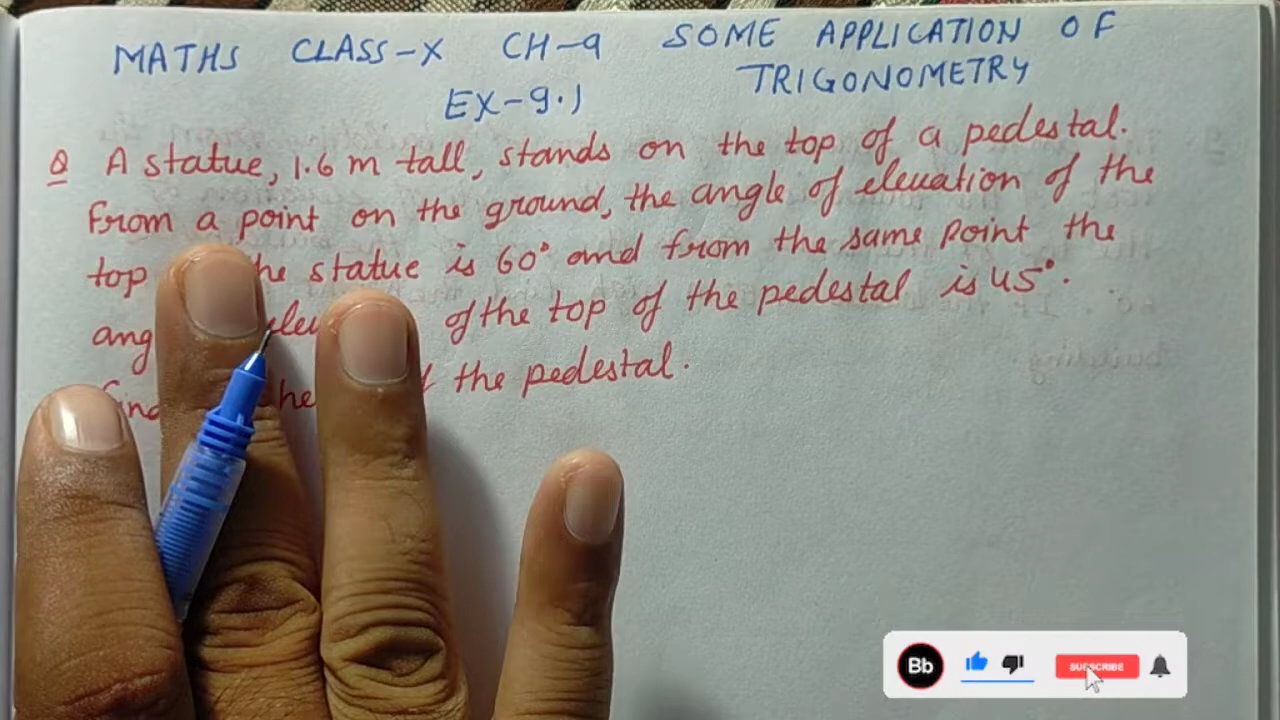 MATHS CLASS-X CH-9 SOME APPLICATION OF
TRIGONOMETRY
EX-9.1
Q A statue, 1.6 m tall, stands on the top of a pedestal.
From a point on the ground, the angle of elevation of the
top the statue is 60° and from the same point the
of the top of the pedestal is 45°.
the pedestal.
Bb
SUBSCRIBE